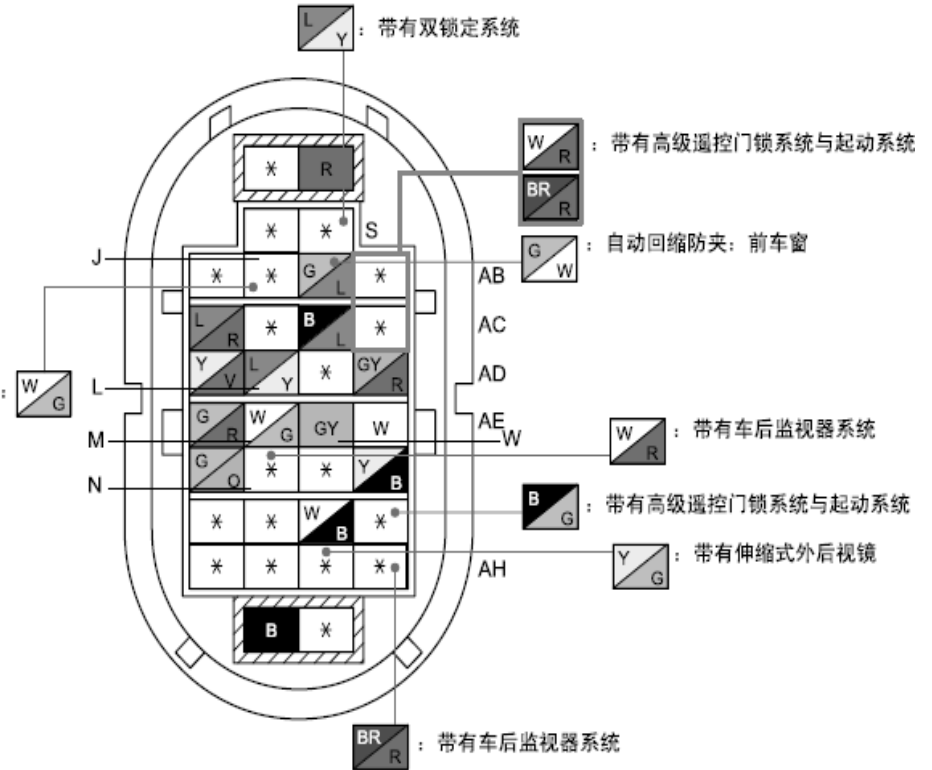 L Y ：带有双锁定系统
W R ：带有高级遥控门锁系统与起动系统
BR R
* R
* * S
G W ：自动回缩防夹：前车窗
J
* * G L * AB
L R * B L * AC
Y V L Y * GY R AD
L
： W G
G R W G GY W AE
M W
W R ：带有车后监视器系统
G O * * Y B
N
B G ：带有高级遥控门锁系统与起动系统
* * W B *
Y G ：带有伸缩式外后视镜
* * * * AH
B *
BR R ：带有车后监视器系统